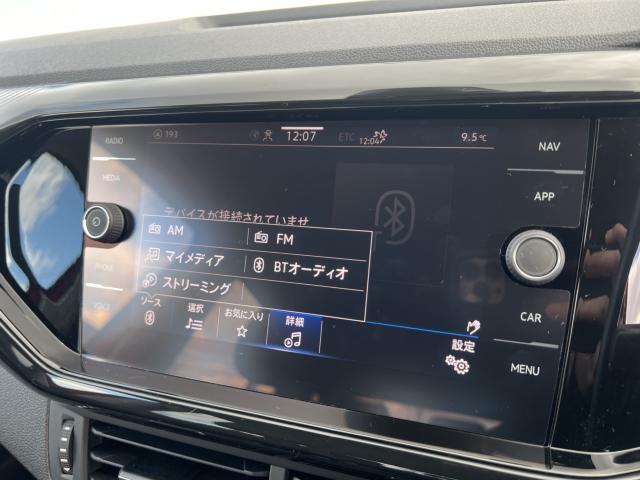 RADIO
193 12:07 ETC 12:04 9.5℃
NAV
MEDIA
APP
デバイスが接続されていませ
AM FM
マイメディア BTオーディオ
ストリーミング
PHONE
VOICE
ソース 選択 お気に入り 詳細
CAR
設定
MENU